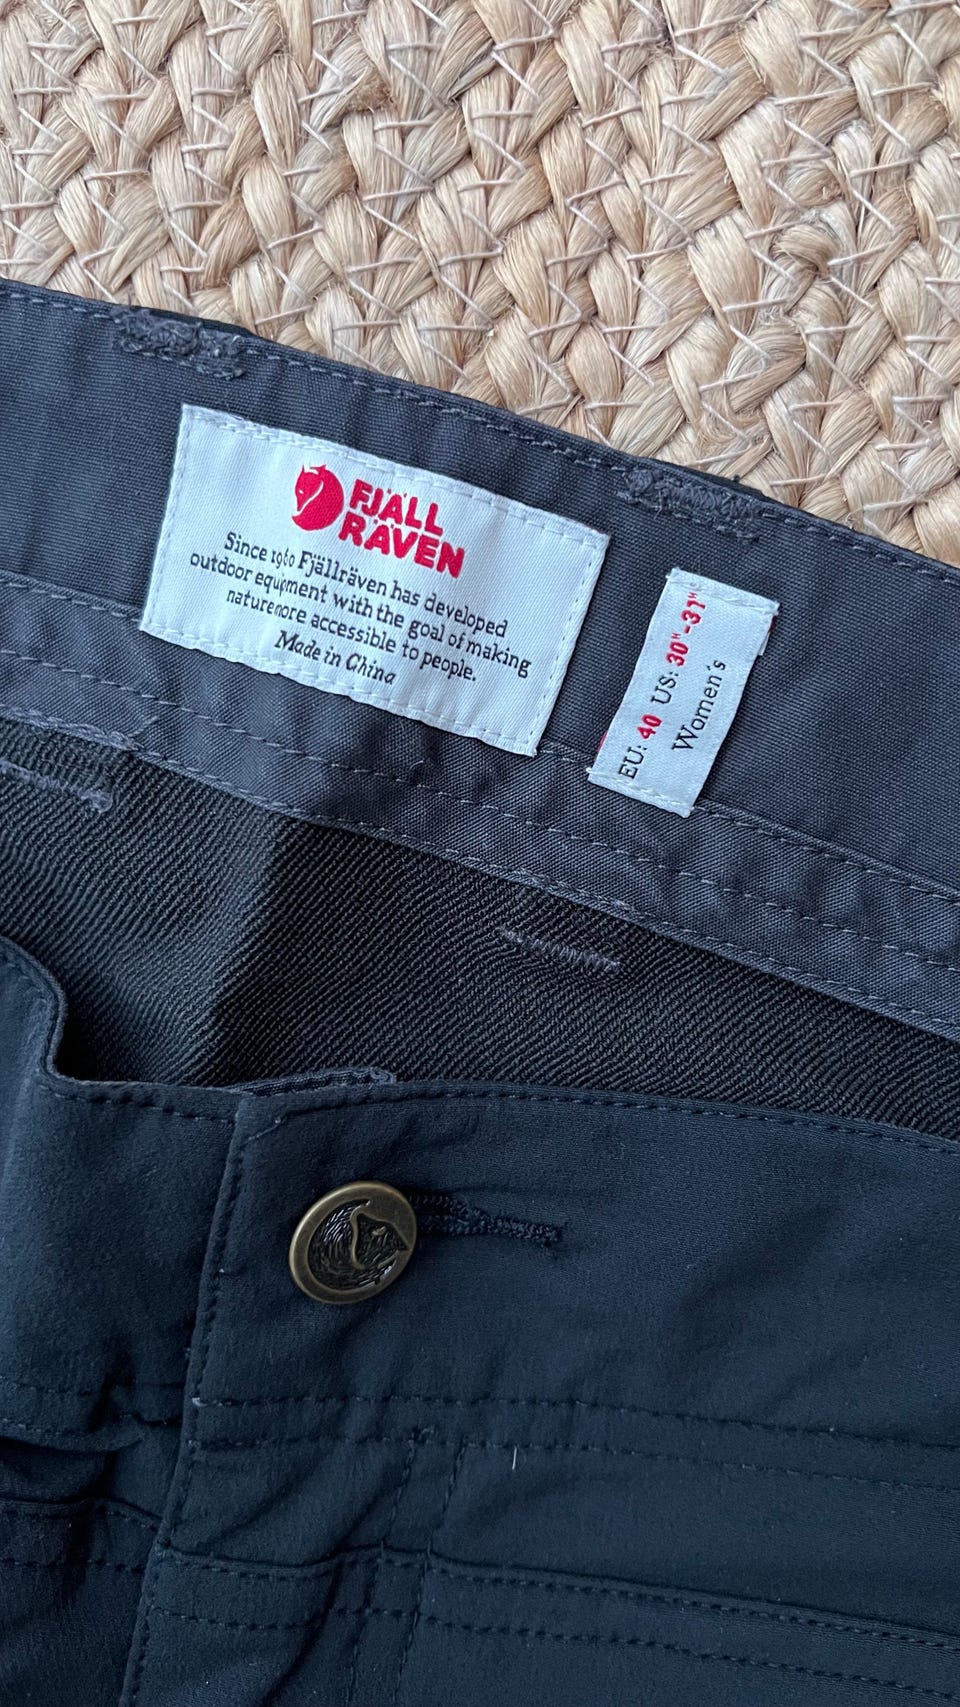 FJÄLL
RÄVEN
Since 1960 Fjällräven has developed
outdoor equipment with the goal of making
nature more accessible to people.
Made in China
EU: 40 US: 30"-31"
Women's